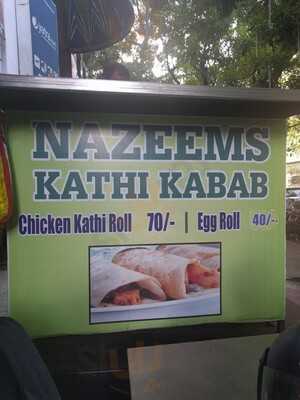 NAZEEMS
KATHI KABAB
Chicken Kathi Roll 70/- | Egg Roll 40/-